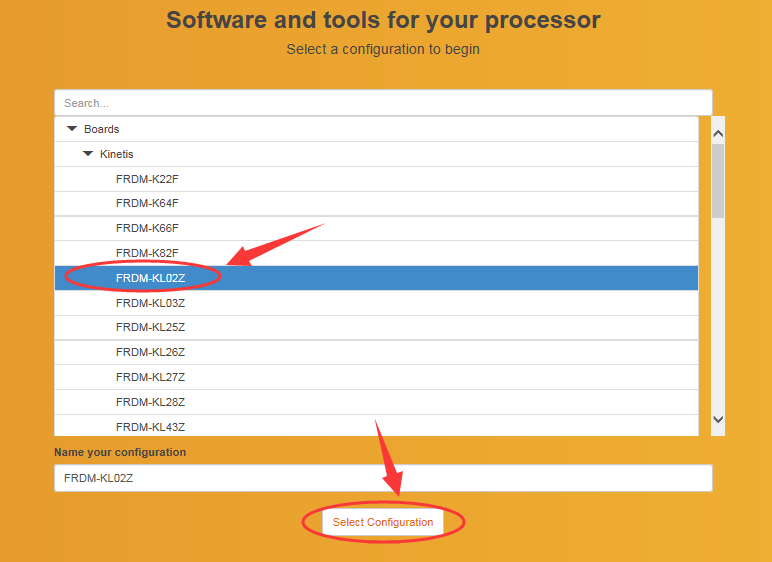 Software and tools for your processor
Select a configuration to begin
Search...
Boards
Kinetis
FRDM-K22F
FRDM-K64F
FRDM-K66F
FRDM-K82F
FRDM-KL02Z
FRDM-KL03Z
FRDM-KL25Z
FRDM-KL26Z
FRDM-KL27Z
FRDM-KL28Z
FRDM-KL43Z
Name your configuration
FRDM-KL02Z
Select Configuration